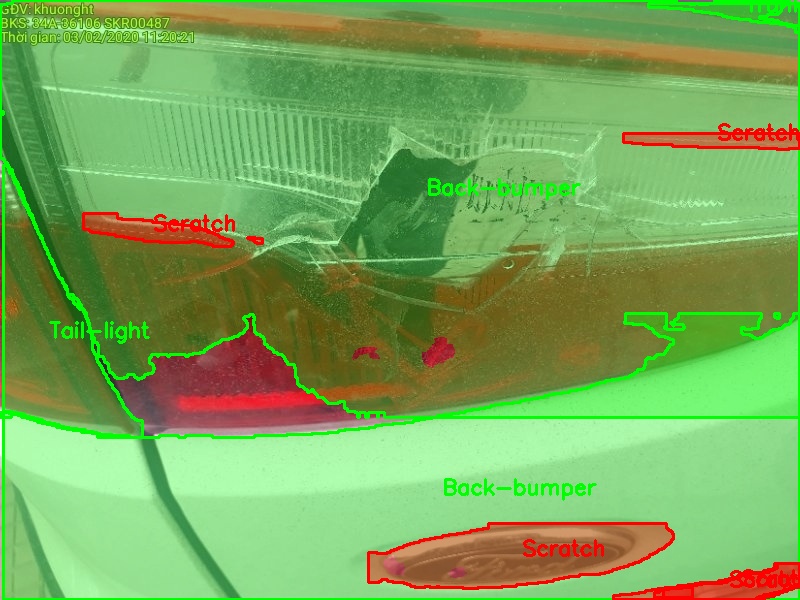 GĐV: khuonght
BKS: 34A-36106 SKR00487
Thời gian: 03/02/2020 11:20:21
Scratch
Back-bumper
Scratch
Tail-light
Back-bumper
Scratch